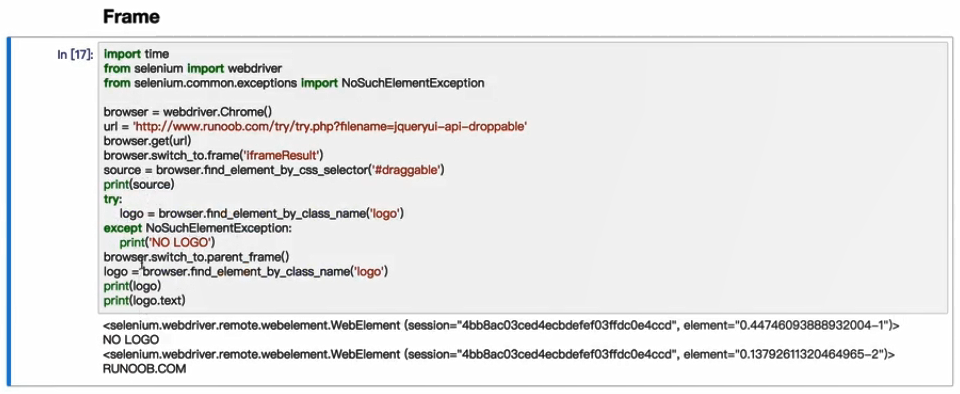 Frame
In [17]:
import time
from selenium import webdriver
from selenium.common.exceptions import NoSuchElementException
browser = webdriver.Chrome()
url = 'http://www.runoob.com/try/try.php?filename=jqueryui-api-droppable'
browser.get(url)
browser.switch_to.frame('iframeResult')
source = browser.find_element_by_css_selector('#draggable')
print(source)
try:
    logo = browser.find_element_by_class_name('logo')
except NoSuchElementException:
    print('NO LOGO')
browser.switch_to.parent_frame()
logo = browser.find_element_by_class_name('logo')
print(logo)
print(logo.text)
<selenium.webdriver.remote.webelement.WebElement (session="4bb8ac03ced4ecbdefef03ffdc0e4ccd", element="0.44746093888932004-1")>
NO LOGO
<selenium.webdriver.remote.webelement.WebElement (session="4bb8ac03ced4ecbdefef03ffdc0e4ccd", element="0.13792611320464965-2")>
RUNOOB.COM